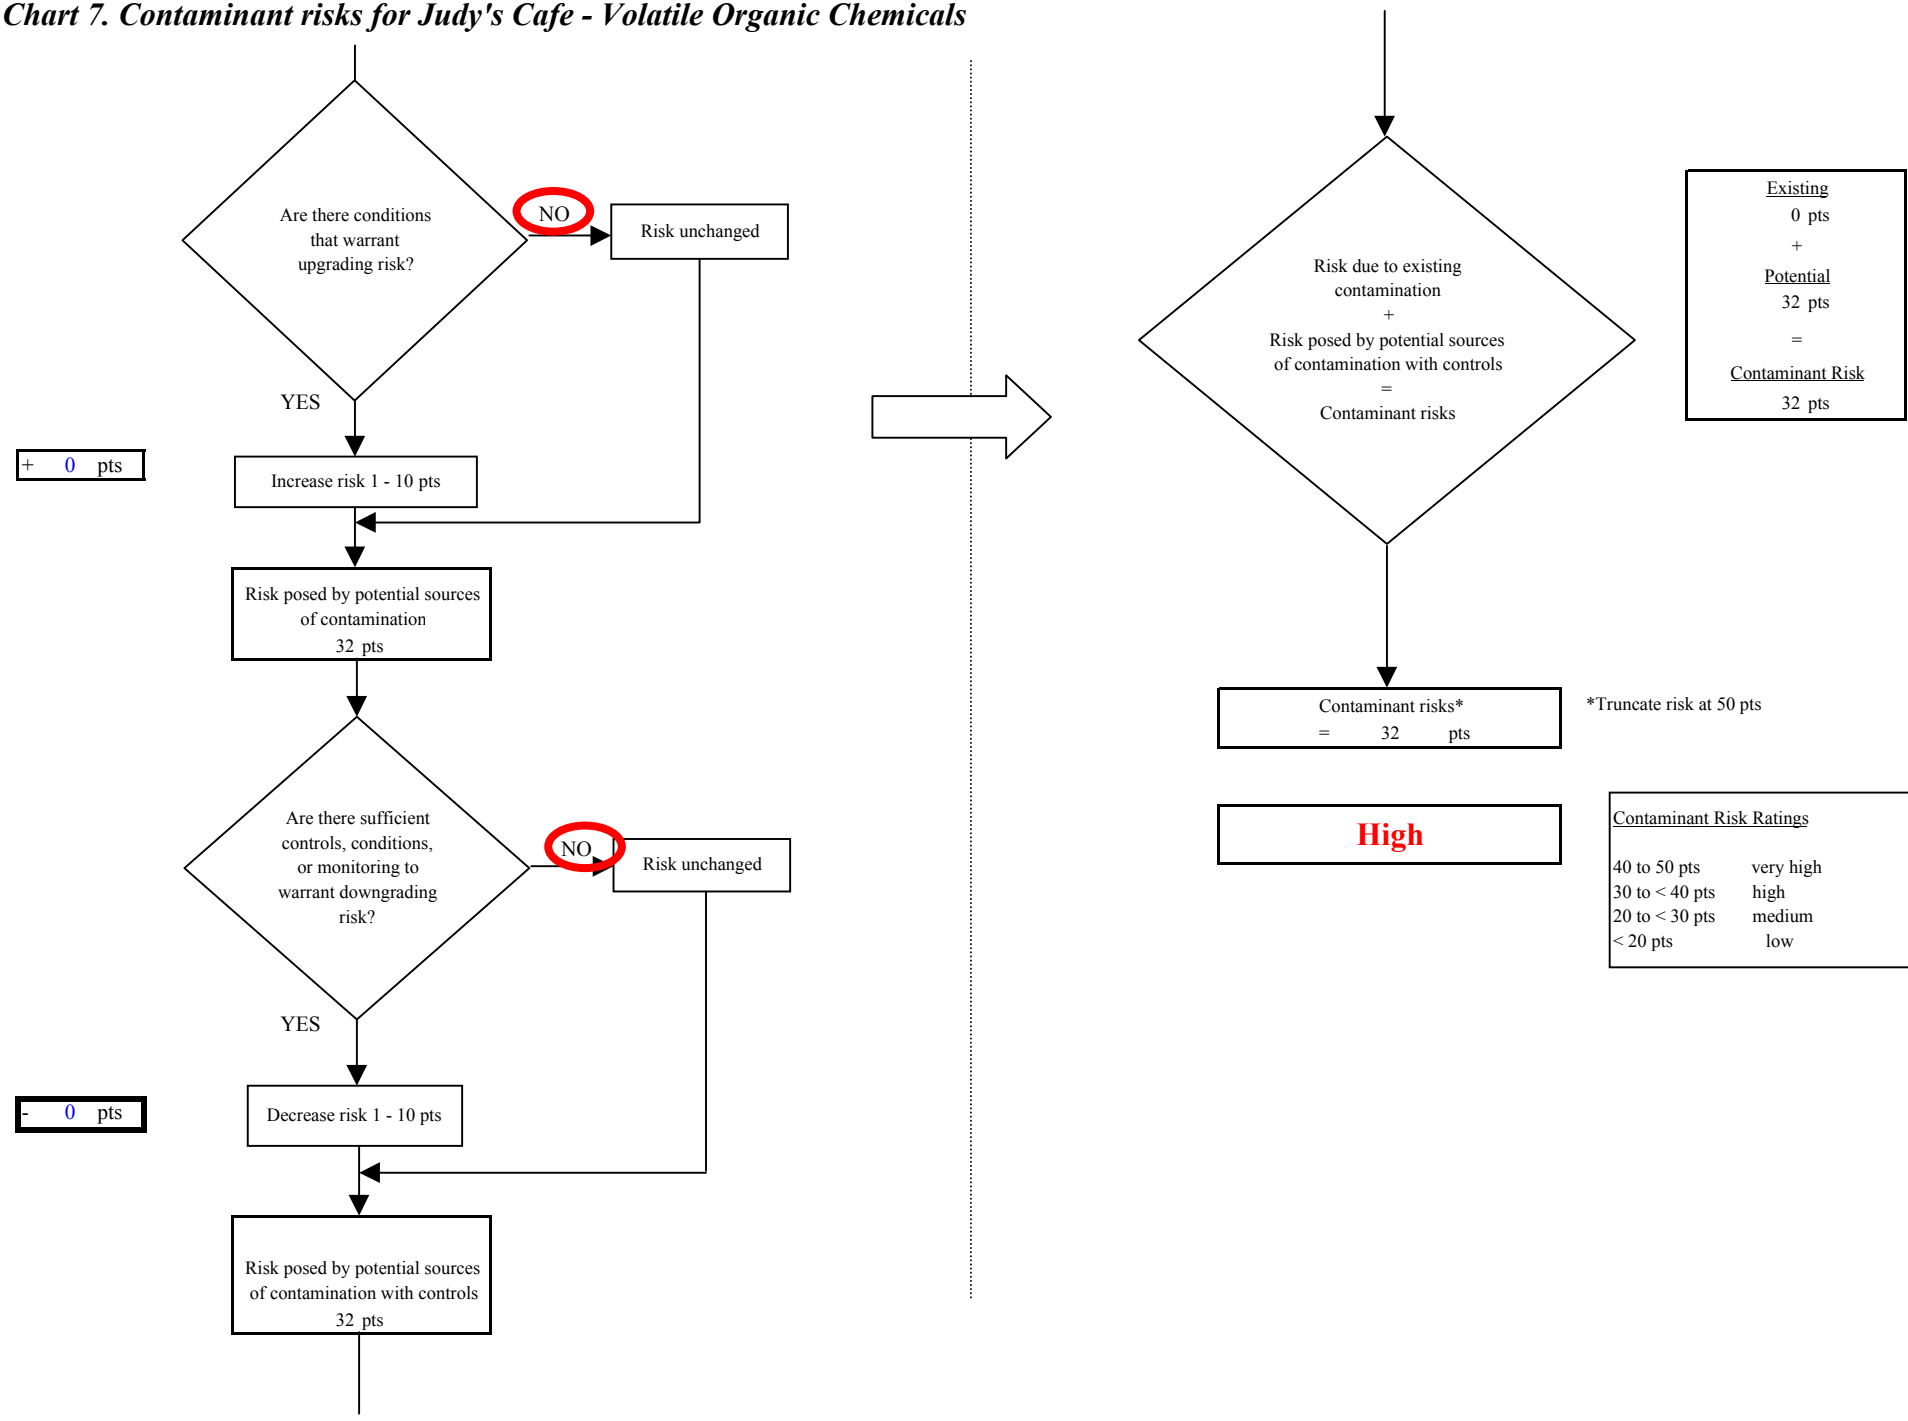 Chart 7. Contaminant risks for Judy's Cafe - Volatile Organic Chemicals
Are there conditions
that warrant
upgrading risk?
NO
Risk unchanged
YES
+ 0 pts
Increase risk 1 - 10 pts
Risk posed by potential sources
of contamination
32 pts
Are there sufficient
controls, conditions,
or monitoring to
warrant downgrading
risk?
NO
Risk unchanged
YES
- 0 pts
Decrease risk 1 - 10 pts
Risk posed by potential sources
of contamination with controls
32 pts
Risk due to existing
contamination
+
Risk posed by potential sources
of contamination with controls
=
Contaminant risks
Existing
0 pts
+
Potential
32 pts
=
Contaminant Risk
32 pts
Contaminant risks*
= 32 pts
*Truncate risk at 50 pts
High
Contaminant Risk Ratings
40 to 50 pts very high
30 to < 40 pts high
20 to < 30 pts medium
< 20 pts low